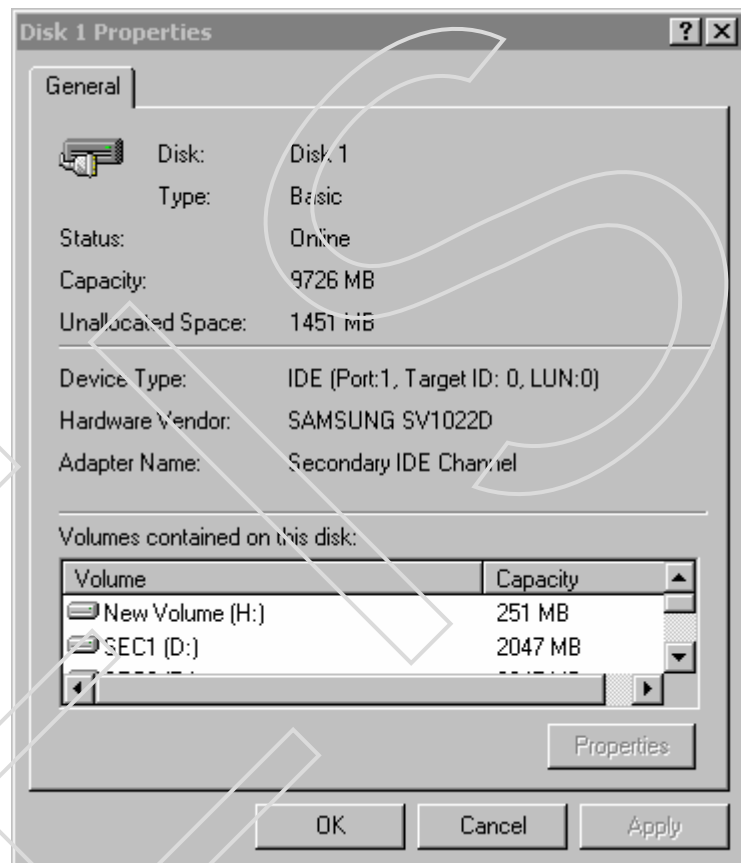 Disk 1 Properties
General
Disk: Disk 1
Type: Basic
Status: Online
Capacity: 9726 MB
Unallocated Space: 1451 MB
Device Type: IDE (Port:1, Target ID: 0, LUN:0)
Hardware Vendor: SAMSUNG SV1022D
Adapter Name: Secondary IDE Channel
Volumes contained on this disk:
Volume Capacity
New Volume (H:) 251 MB
SEC1 (D:) 2047 MB
Properties
OK Cancel Apply